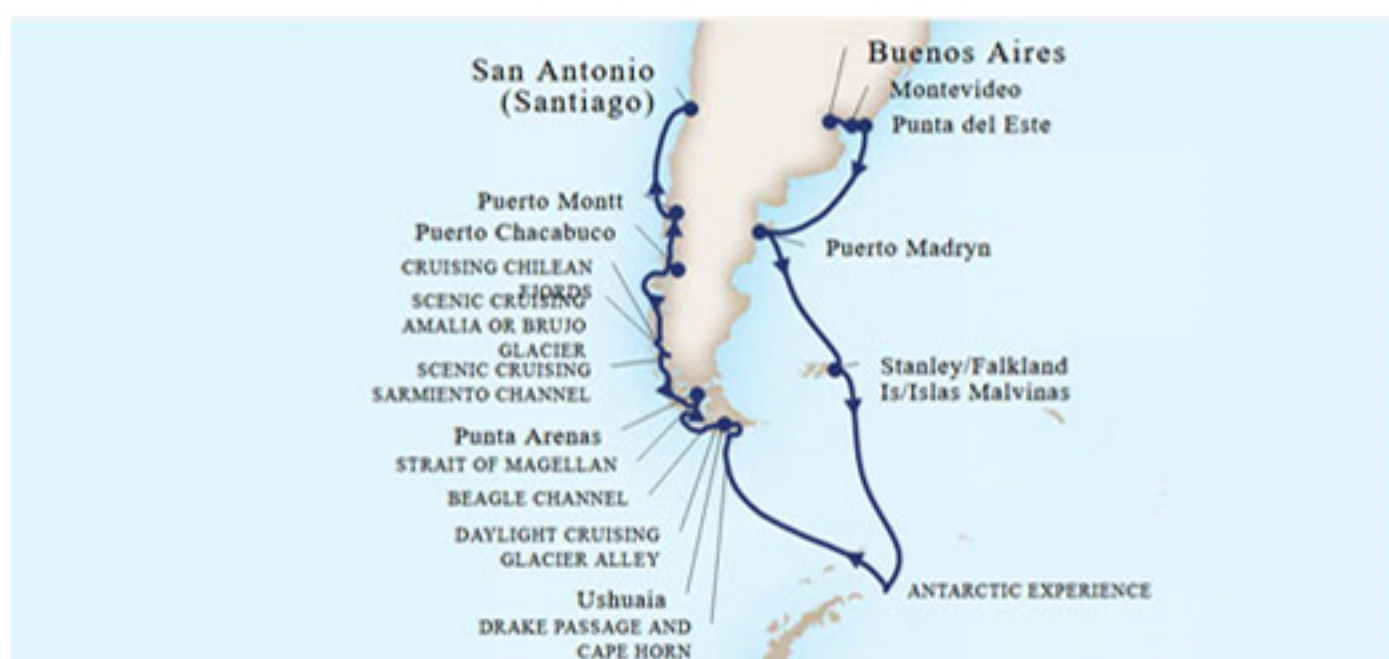 San Antonio
(Santiago)
Buenos Aires
Montevideo
Punta del Este
Puerto Montt
Puerto Chacabuco
Puerto Madryn
CRUISING CHILEAN
FJORDS
SCENIC CRUISING
AMALIA OR BRUJO
GLACIER
SCENIC CRUISING
SARMIENTO CHANNEL
Stanley/Falkland
Is/Islas Malvinas
Punta Arenas
STRAIT OF MAGELLAN
BEAGLE CHANNEL
DAYLIGHT CRUISING
GLACIER ALLEY
ANTARCTIC EXPERIENCE
Ushuaia
DRAKE PASSAGE AND
CAPE HORN